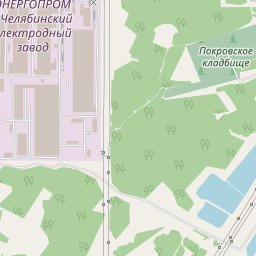 ЭНЕРГОПРОМ
Челябинский
электродный
завод
Покровское
кладбище